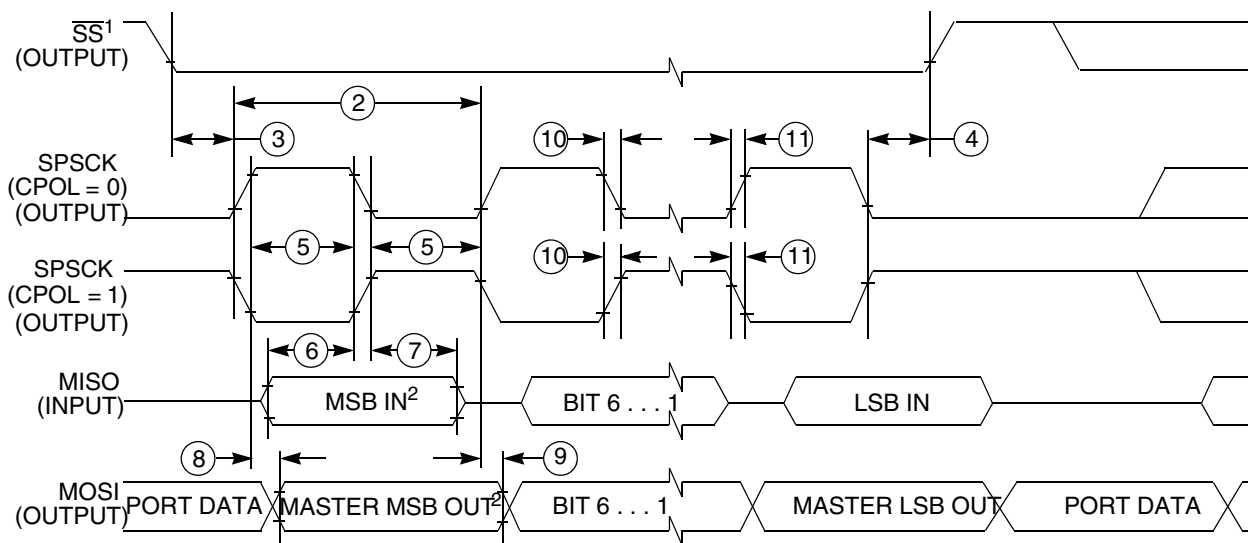 SS¹
(OUTPUT)
2
3
10
11
4
SPSCK
(CPOL = 0)
(OUTPUT)
5
5
10
11
SPSCK
(CPOL = 1)
(OUTPUT)
6
7
MISO
(INPUT)
MSB IN²
BIT 6 . . . 1
LSB IN
8
9
MOSI
(OUTPUT)
PORT DATA
MASTER MSB OUT²
BIT 6 . . . 1
MASTER LSB OUT
PORT DATA